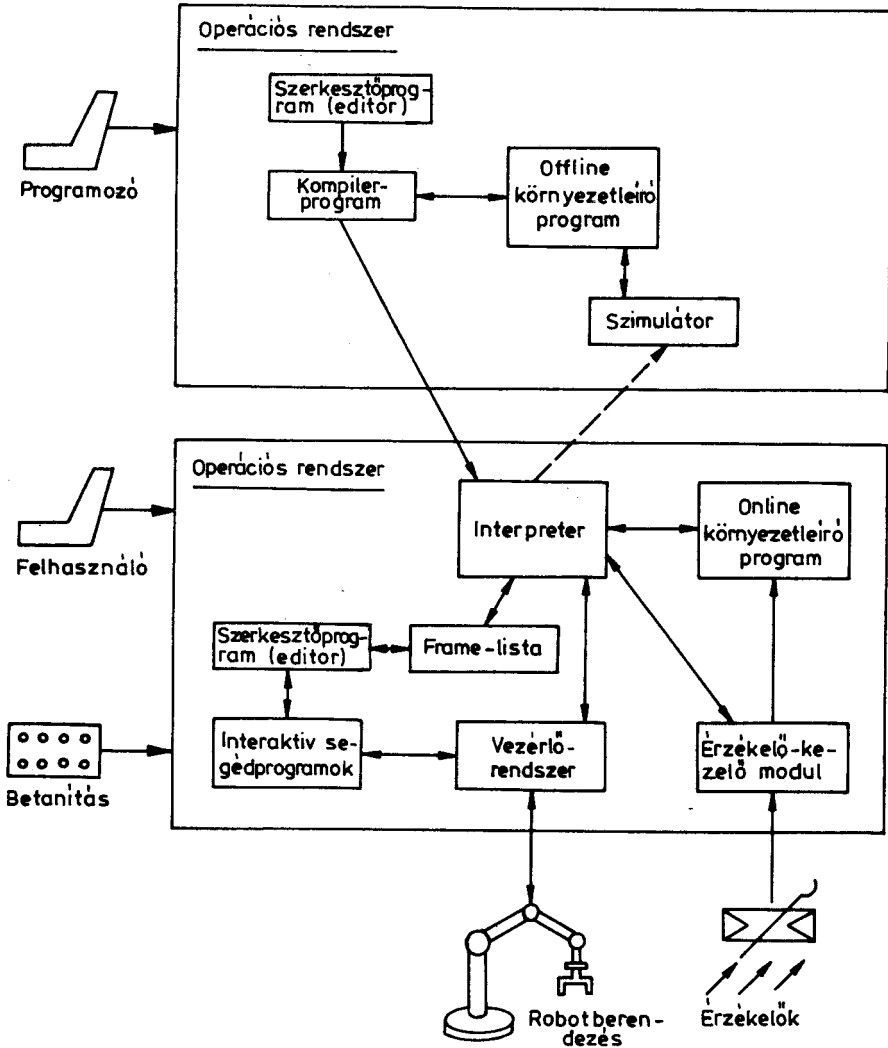 Operációs rendszer
Szerkesztőprog-
ram (editor)
Programozó
Kompiler-
program
Offline
környezetleíró
program
Szimulátor
Operációs rendszer
Interpreter
Online
környezetleíró
program
Felhasználó
Szerkesztőprog-
ram (editor)
Frame-lista
Interaktiv se-
gédprogramok
Vezérlő-
rendszer
Érzékelő-ke-
zelő modul
Betanítás
Robotberen-
dezés
Érzékelők